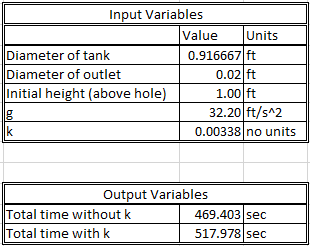 Input Variables
Value Units
Diameter of tank 0.916667 ft
Diameter of outlet 0.02 ft
Initial height (above hole) 1.00 ft
g 32.20 ft/s^2
k 0.00338 no units
Output Variables
Total time without k 469.403 sec
Total time with k 517.978 sec